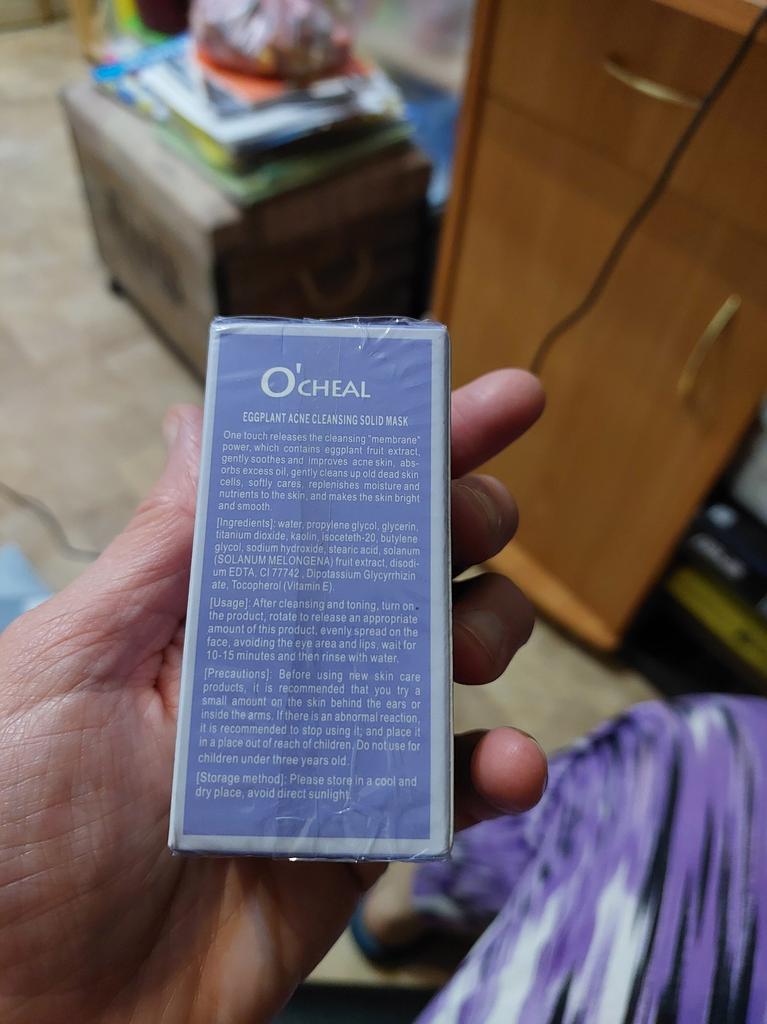 O'CHEAL
EGGPLANT ACNE CLEANSING SOLID MASK
One touch releases the cleansing "membrane"
power, which contains eggplant fruit extract,
gently soothes and improves acne skin, abs-
orbs excess oil, gently cleans up old dead skin
cells, softly cares, replenishes moisture and
nutrients to the skin, and makes the skin bright
and smooth.
[Ingredients]: water, propylene glycol, glycerin,
titanium dioxide, kaolin, isoceteth-20, butylene
glycol, sodium hydroxide, stearic acid, solanum
(SOLANUM MELONGENA) fruit extract, disodi-
um EDTA, CI 77742 , Dipotassium Glycyrrhizin
ate, Tocopherol (Vitamin E).
[Usage]: After cleansing and toning, turn on
the product, rotate to release an appropriate
amount of this product, evenly spread on the
face, avoiding the eye area and lips, wait for
10-15 minutes and then rinse with water.
[Precautions]: Before using new skin care
products, it is recommended that you try a
small amount on the skin behind the ears or
inside the arms. If there is an abnormal reaction,
it is recommended to stop using it; and place it
in a place out of reach of children. Do not use for
children under three years old.
[Storage method]: Please store in a cool and
dry place, avoid direct sunlight.